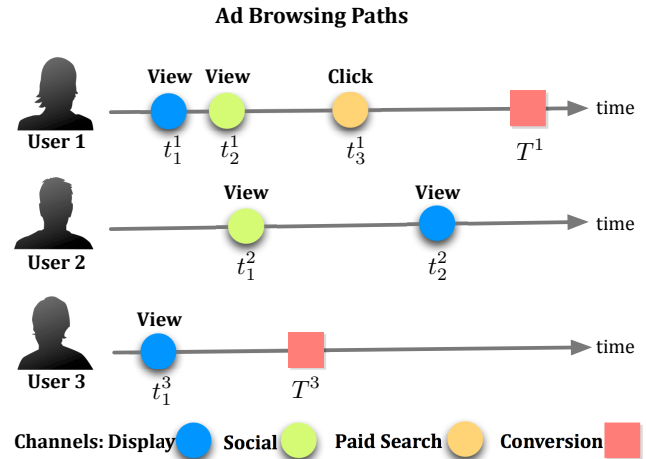 Ad Browsing Paths
View View Click
time
User 1
t_1^1 t_2^1 t_3^1 T^1
View View
time
User 2
t_1^2 t_2^2
View
time
User 3
t_1^3 T^3
Channels: Display Social Paid Search Conversion